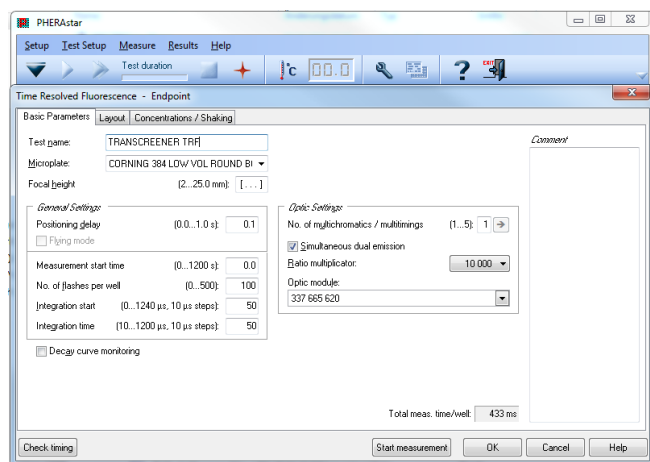 PHERAstar
Setup Test Setup Measure Results Help
Test duration
°c 00.0 ? EXIT
Time Resolved Fluorescence - Endpoint
Basic Parameters Layout Concentrations / Shaking
Test name: TRANSCREENER TRF
Microplate: CORNING 384 LOW VOL ROUND B
Focal height (2...25.0 mm): [...]
General Settings
Positioning delay (0.0...1.0 s): 0.1
Flying mode
Measurement start time (0...1200 s): 0.0
No. of flashes per well (0...500): 100
Integration start (0...1240 µs, 10 µs steps): 50
Integration time (10...1200 µs, 10 µs steps): 50
Decay curve monitoring
Optic Settings
No. of multichromatics / multitimings (1...5): 1
Simultaneous dual emission
Ratio multiplicator: 10 000
Optic module:
337 665 620
Comment
Total meas. time/well: 433 ms
Check timing Start measurement OK Cancel Help